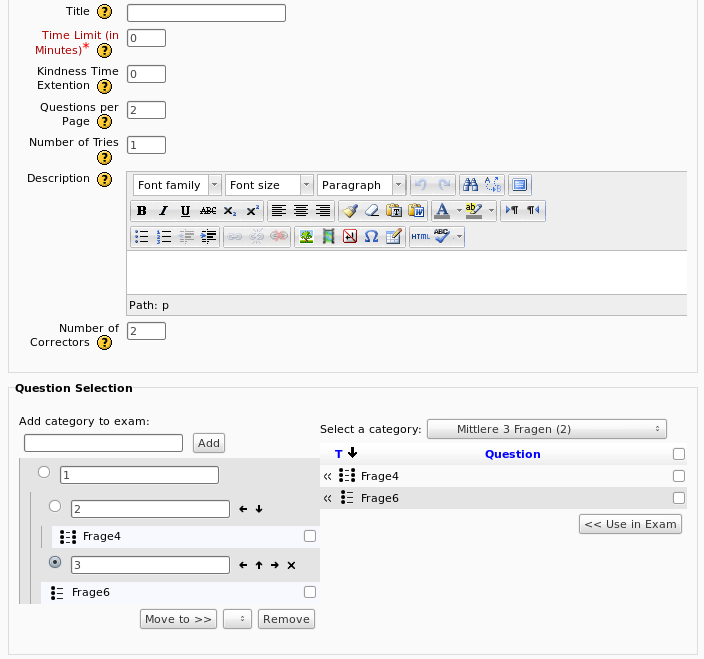 Title
Time Limit (in
Minutes)*
0
Kindness Time
Extention
0
Questions per
Page
2
Number of Tries
1
Description
Font family Font size Paragraph
B I U ABC X₂ X²
HTML ABC
Path: p
Number of
Correctors
2
Question Selection
Add category to exam:
Add
1
2
Frage4
3
Frage6
Move to >> Remove
Select a category: Mittlere 3 Fragen (2)
T Question
« Frage4
« Frage6
<< Use in Exam